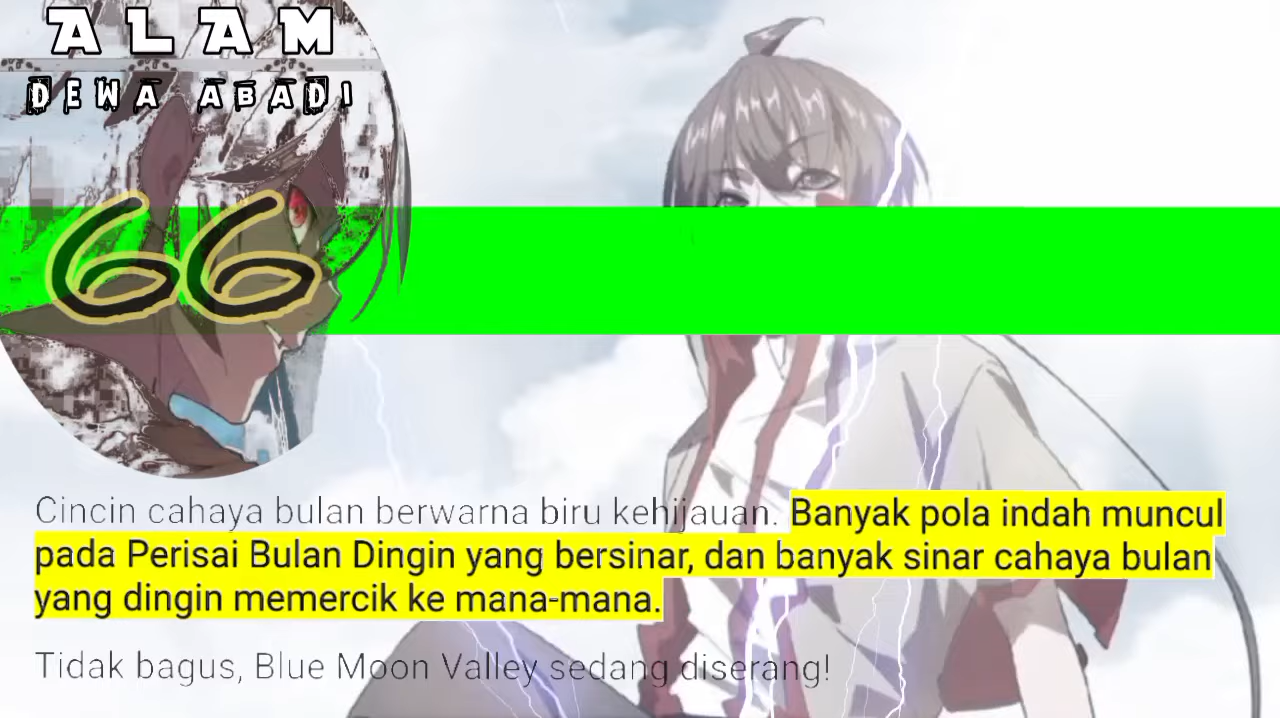 ALAM
DEWA ABADI
66
Cincin cahaya bulan berwarna biru kehijauan. Banyak pola indah muncul
pada Perisai Bulan Dingin yang bersinar, dan banyak sinar cahaya bulan
yang dingin memercik ke mana-mana.
Tidak bagus, Blue Moon Valley sedang diserang!